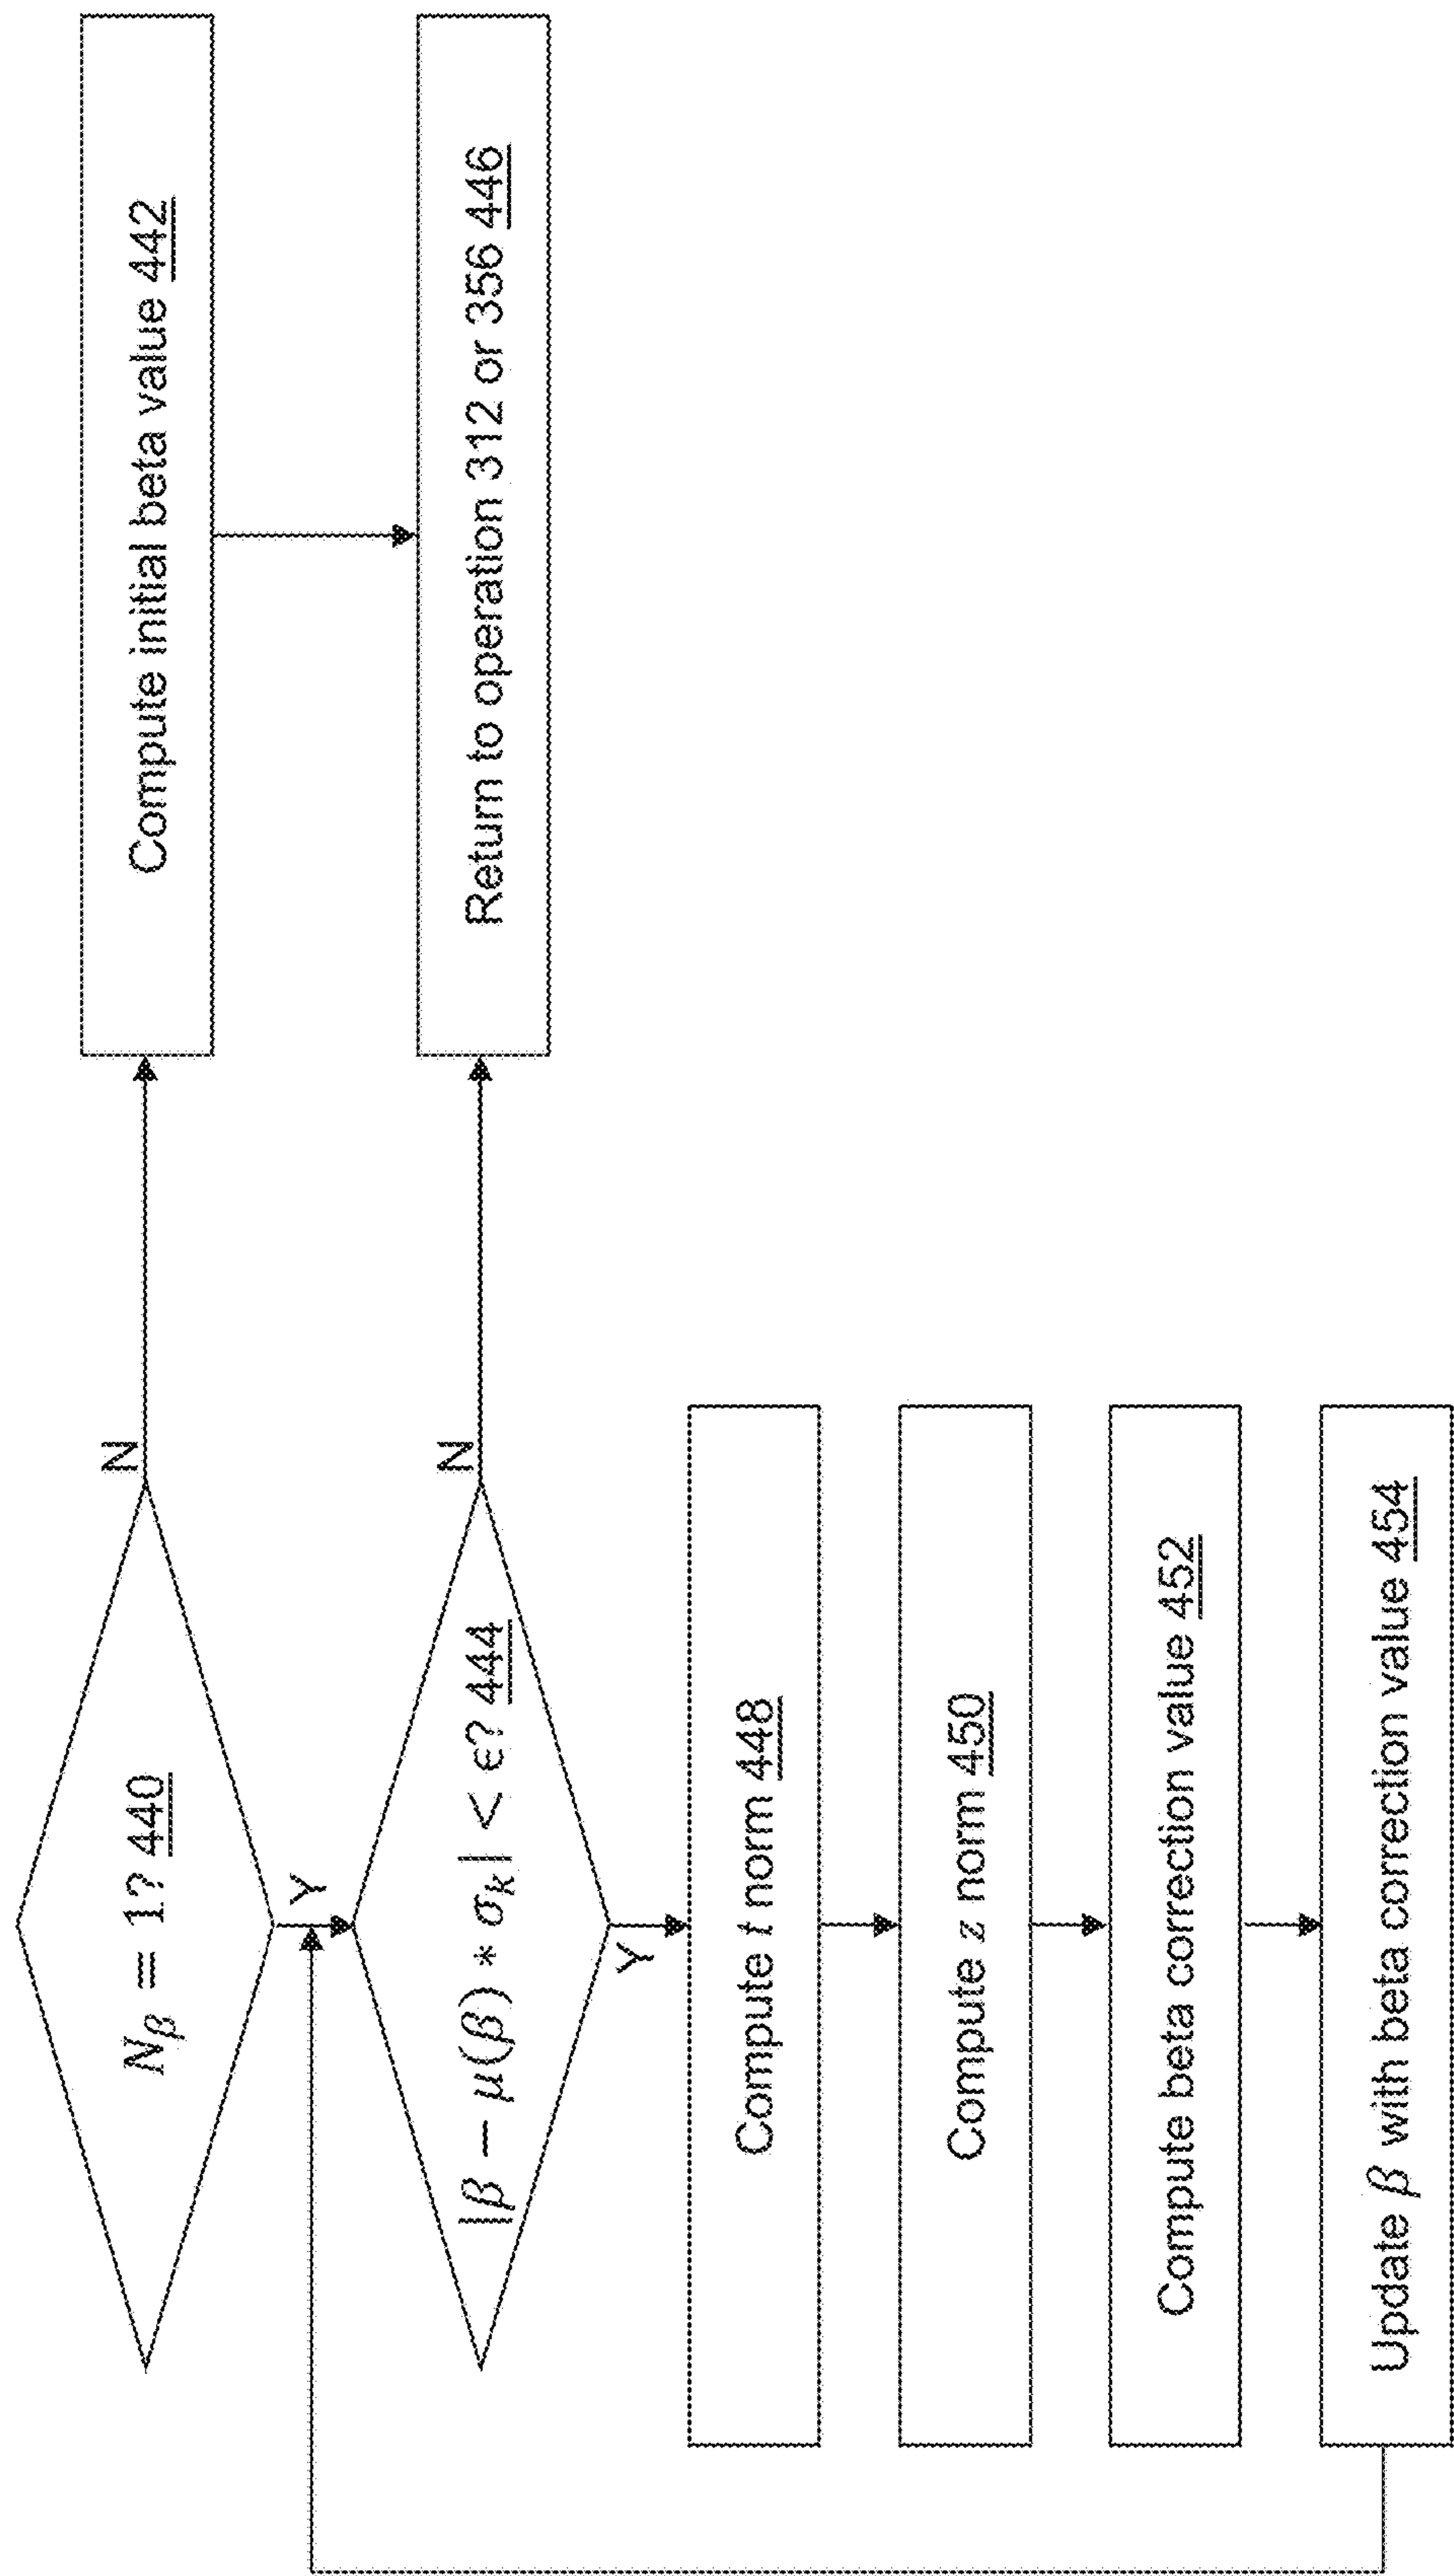 N_β = 1? 440
N
Compute initial beta value 442
Y
|β − μ(β) * σ_k| < ϵ? 444
N
Return to operation 312 or 356 446
Y
Compute t norm 448
Compute z norm 450
Compute beta correction value 452
Update β with beta correction value 454